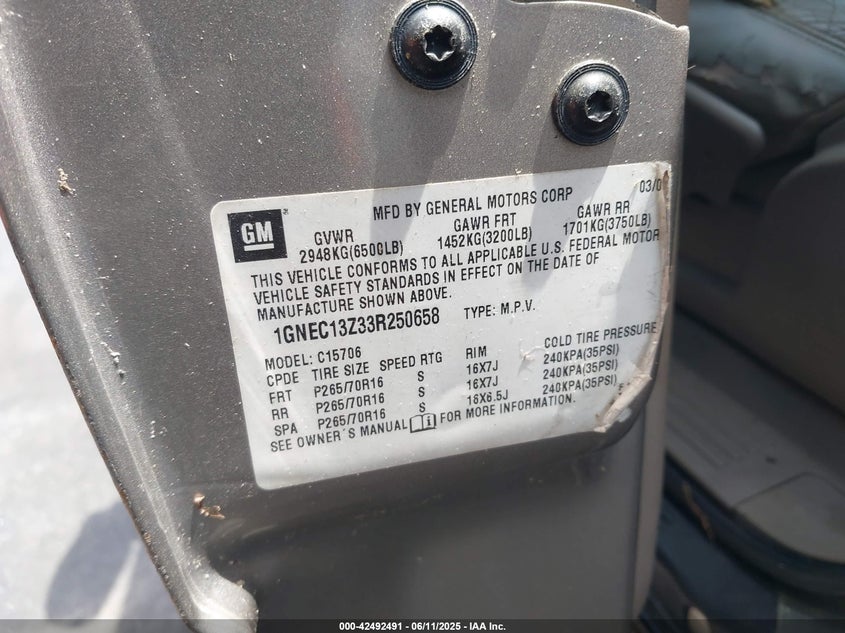 GM
MFD BY GENERAL MOTORS CORP 03/0
GVWR GAWR FRT GAWR RR
2948KG(6500LB) 1452KG(3200LB) 1701KG(3750LB)
THIS VEHICLE CONFORMS TO ALL APPLICABLE U.S. FEDERAL MOTOR
VEHICLE SAFETY STANDARDS IN EFFECT ON THE DATE OF
MANUFACTURE SHOWN ABOVE.
1GNEC13Z33R250658 TYPE: M.P.V.
MODEL: C15706
CPDE TIRE SIZE SPEED RTG RIM COLD TIRE PRESSURE
FRT P265/70R16 S 16X7J 240KPA(35PSI)
RR P265/70R16 S 16X7J 240KPA(35PSI)
SPA P265/70R16 S 16X6.5J 240KPA(35PSI)
SEE OWNER´S MANUAL FOR MORE INFORMATION.
000-42492491 - 06/11/2025 - IAA Inc.